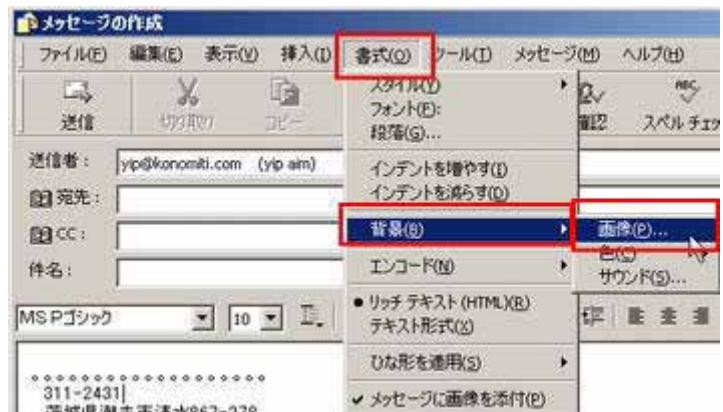 メッセージの作成
ファイル(F) 編集(E) 表示(V) 挿入(I) 書式(O) ツール(T) メッセージ(M) ヘルプ(H)
送信 切り取り コピー スペル チェッ
ABC
スタイル(Y)
フォント(F):
段落(G)...
インデントを増やす(I)
インデントを減らす(D)
背景(B)
エンコード(N)
リッチ テキスト (HTML)(R)
テキスト形式(X)
ひな形を適用(S)
メッセージに画像を添付(P)
画像(P)...
色(C)
サウンド(S)...
送信者: yip@konomiti.com (yip aim)
宛先:
CC:
件名:
MS Pゴシック 10
311-2431